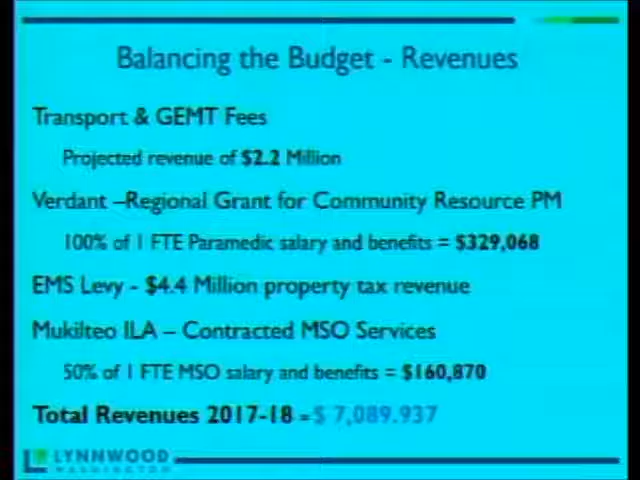 Balancing the Budget - Revenues
Transport & GEMT Fees
Projected revenue of $2.2 Million
Verdant –Regional Grant for Community Resource PM
100% of 1 FTE Paramedic salary and benefits = $329,068
EMS Levy - $4.4 Million property tax revenue
Mukilteo ILA – Contracted MSO Services
50% of 1 FTE MSO salary and benefits = $160,870
Total Revenues 2017-18 = $ 7,089.937
LYNNWOOD
WASHINGTON